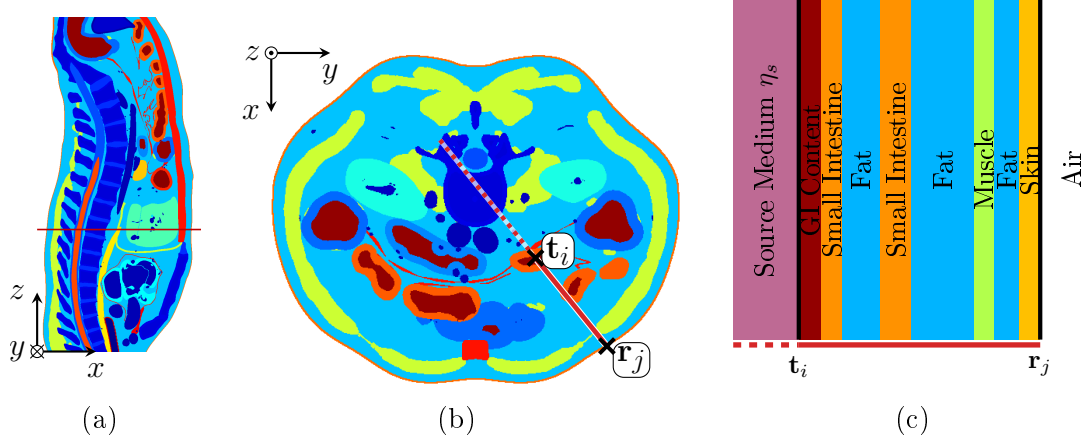 z
y
x
(a)
z
y
x
t_i
r_j
(b)
Source Medium η_s
GI Content
Small Intestine
Fat
Small Intestine
Fat
Muscle
Fat
Skin
Air
t_i
r_j
(c)